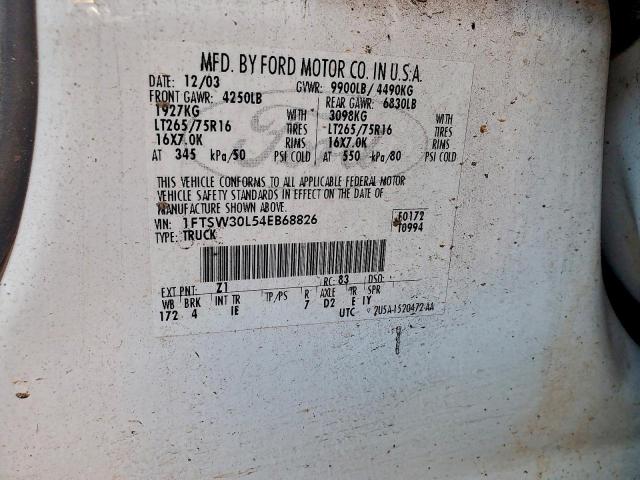 MFD. BY FORD MOTOR CO. IN U.S.A.
DATE: 12/03 GVWR: 9900LB/ 4490KG
FRONT GAWR: 4250LB REAR GAWR: 6830LB
1927KG WITH 3098KG WITH
LT265/75R16 TIRES LT265/75R16 TIRES
16X7.0K RIMS 16X7.0K RIMS
AT 345 kPa/50 PSI COLD AT 550 kPa/80 PSI COLD
THIS VEHICLE CONFORMS TO ALL APPLICABLE FEDERAL MOTOR
VEHICLE SAFETY STANDARDS IN EFFECT ON THE DATE OF
MANUFACTURE SHOWN ABOVE.
VIN: 1FTSW30L54EB68826 F0172
TYPE: TRUCK T0994
EXT PNT: Z1 RC: 83 DSO:
WB BRK INT TR TP/PS R AXLE TR SPR
172 4 IE 7 D2 E IY
UTC 2U5A-1520472-AA
Ford